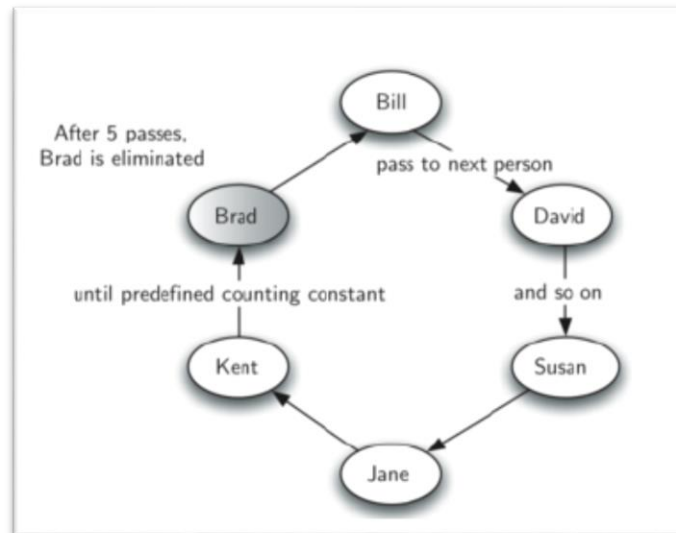 Bill
After 5 passes,
Brad is eliminated
pass to next person
Brad
David
until predefined counting constant
and so on
Kent
Susan
Jane